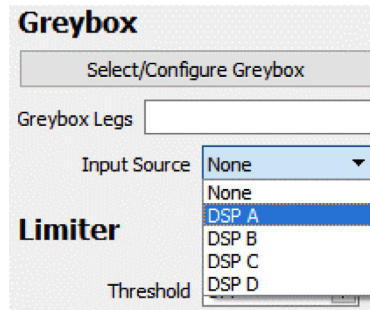 Greybox
Select/Configure Greybox
Greybox Legs
Input Source None
None
DSP A
Limiter
DSP B
DSP C
Threshold
DSP D